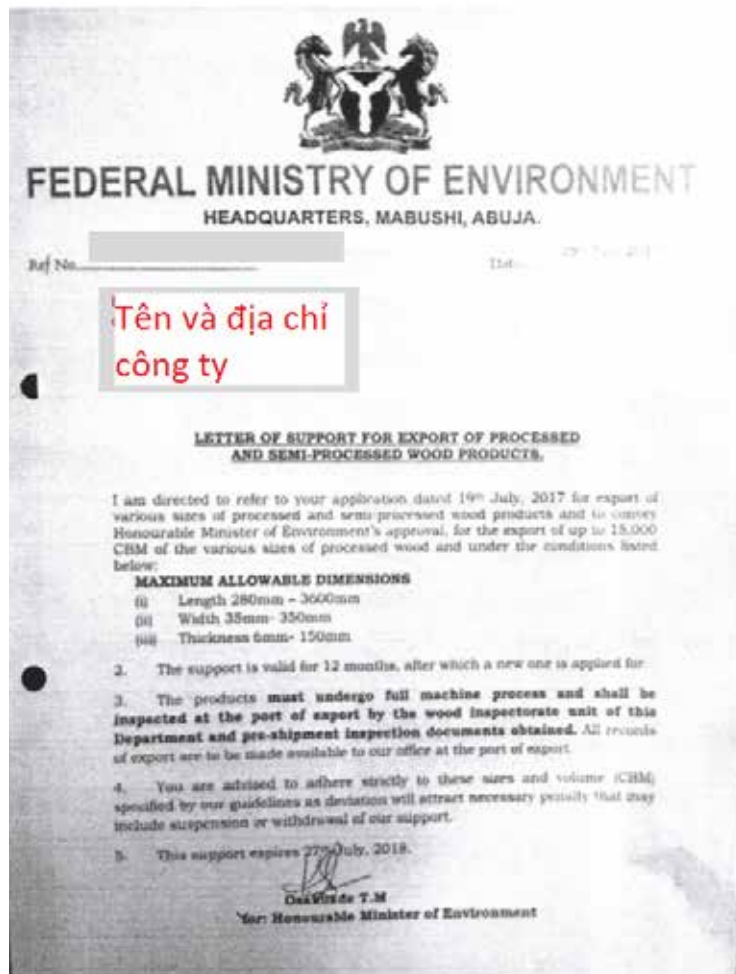 FEDERAL MINISTRY OF ENVIRONMENT
HEADQUARTERS, MABUSHI, ABUJA.
Ref No.
Tên và địa chỉ
công ty
LETTER OF SUPPORT FOR EXPORT OF PROCESSED
AND SEMI-PROCESSED WOOD PRODUCTS.
I am directed to refer to your application dated 19th July, 2017 for export of
various sizes of processed and semi-processed wood products and to convey
Honourable Minister of Environment's approval, for the export of up to 15,000
CBM of the various sizes of processed wood and under the conditions listed
below:
MAXIMUM ALLOWABLE DIMENSIONS
(i) Length 280mm – 3600mm
(ii) Width 35mm- 350mm
(iii) Thickness 6mm- 150mm
2. The support is valid for 12 months, after which a new one is applied for
3. The products must undergo full machine process and shall be
inspected at the port of export by the wood inspectorate unit of this
Department and pre-shipment inspection documents obtained. All records
of export are to be made available to our office at the port of export.
4. You are advised to adhere strictly to these sizes and volume (CBM)
specified by our guidelines as deviation will attract necessary penalty that may
include suspension or withdrawal of our support.
5. This support expires 27th July, 2018.
T.M
for: Honourable Minister of Environment